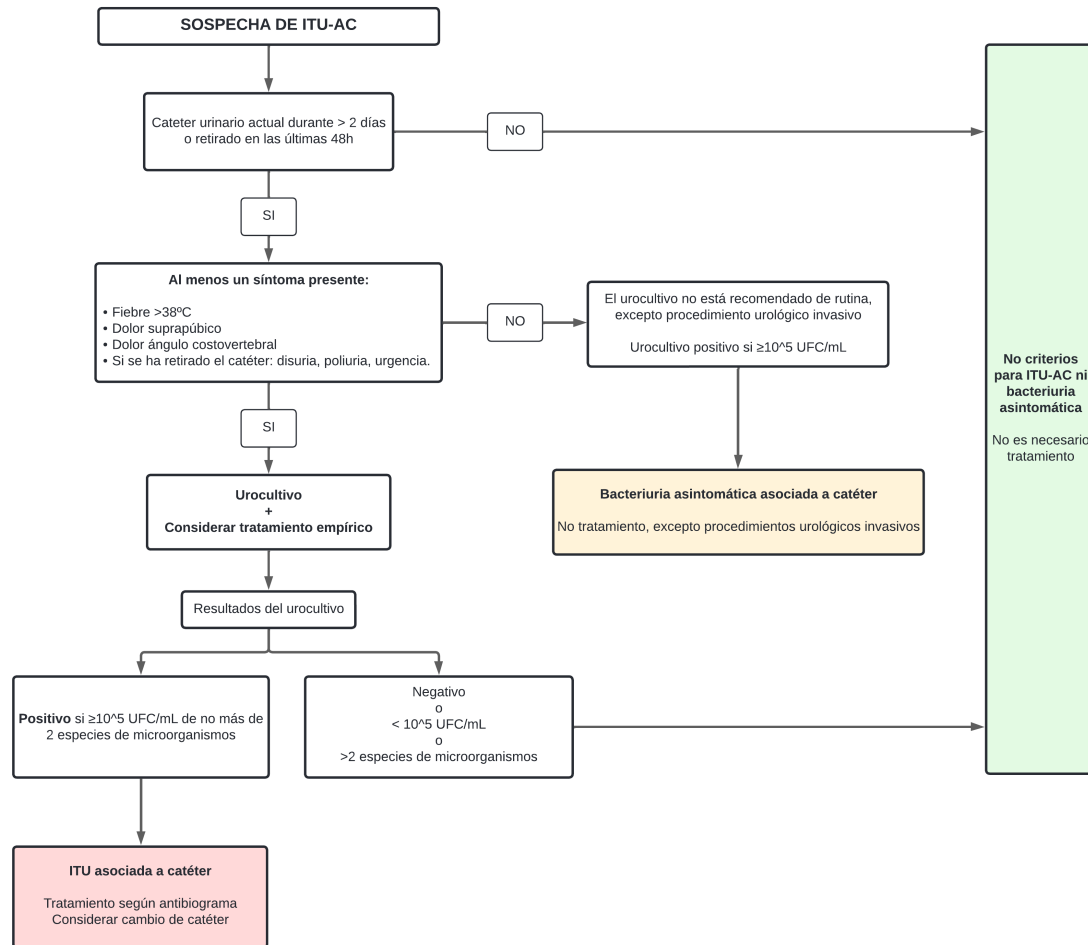 SOSPECHA DE ITU-AC
Cateter urinario actual durante > 2 días
o retirado en las últimas 48h
NO
SI
Al menos un síntoma presente:
• Fiebre >38ºC
• Dolor suprapúbico
• Dolor ángulo costovertebral
• Si se ha retirado el catéter: disuria, poliuria, urgencia.
NO
El urocultivo no está recomendado de rutina,
excepto procedimiento urológico invasivo
Urocultivo positivo si ≥10^5 UFC/mL
SI
Urocultivo
+
Considerar tratamiento empírico
Bacteriuria asintomática asociada a catéter
No tratamiento, excepto procedimientos urológicos invasivos
Resultados del urocultivo
Positivo si ≥10^5 UFC/mL de no más de
2 especies de microorganismos
Negativo
o
< 10^5 UFC/mL
o
>2 especies de microorganismos
No criterios
para ITU-AC ni
bacteriuria
asintomática
No es necesario
tratamiento
ITU asociada a catéter
Tratamiento según antibiograma
Considerar cambio de catéter